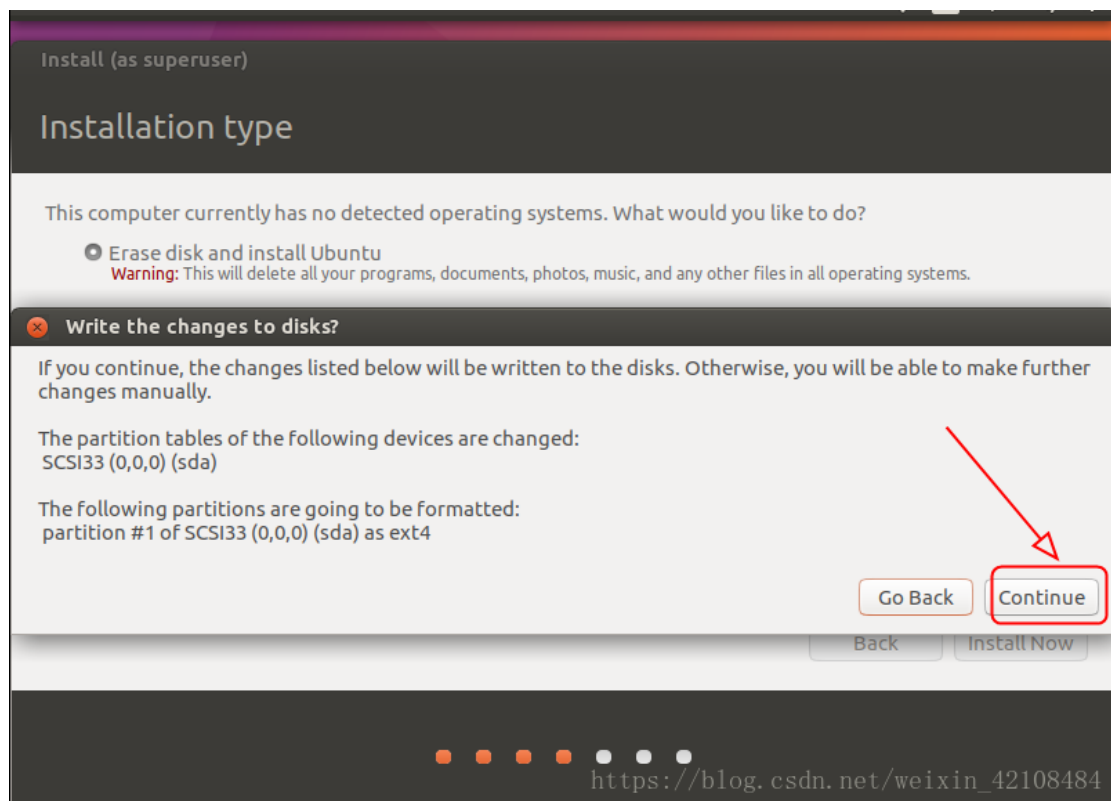 Install (as superuser)
Installation type
This computer currently has no detected operating systems. What would you like to do?
Erase disk and install Ubuntu
Warning: This will delete all your programs, documents, photos, music, and any other files in all operating systems.
Write the changes to disks?
If you continue, the changes listed below will be written to the disks. Otherwise, you will be able to make further
changes manually.
The partition tables of the following devices are changed:
SCSI33 (0,0,0) (sda)
The following partitions are going to be formatted:
partition #1 of SCSI33 (0,0,0) (sda) as ext4
Go Back Continue
Back Install Now
https://blog.csdn.net/weixin_42108484